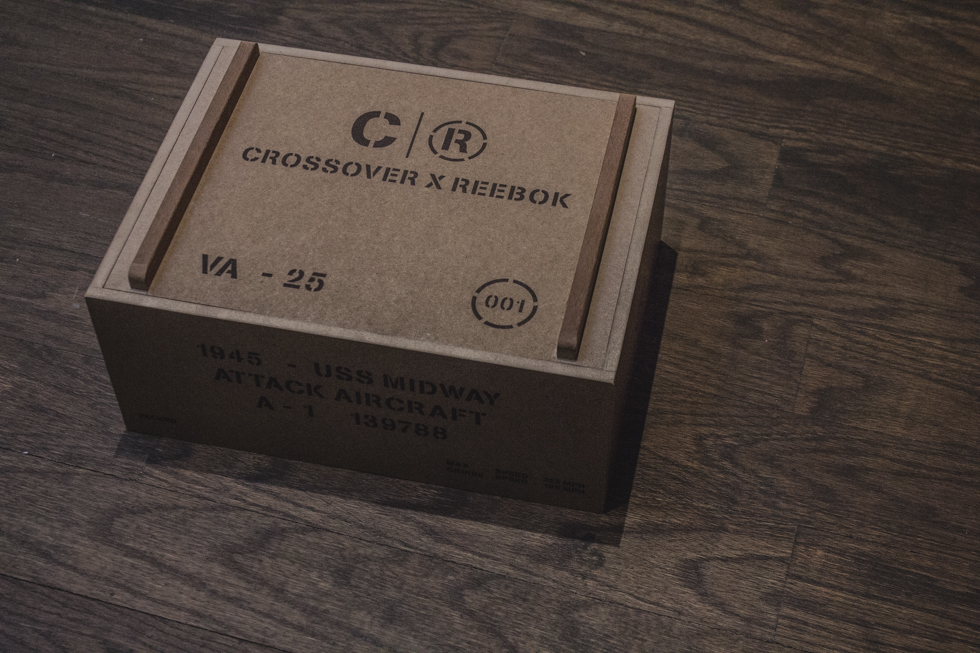 C | R
CROSSOVER X REEBOK
VA - 25
001
1945 - USS MIDWAY
ATTACK AIRCRAFT
A - 1 139788